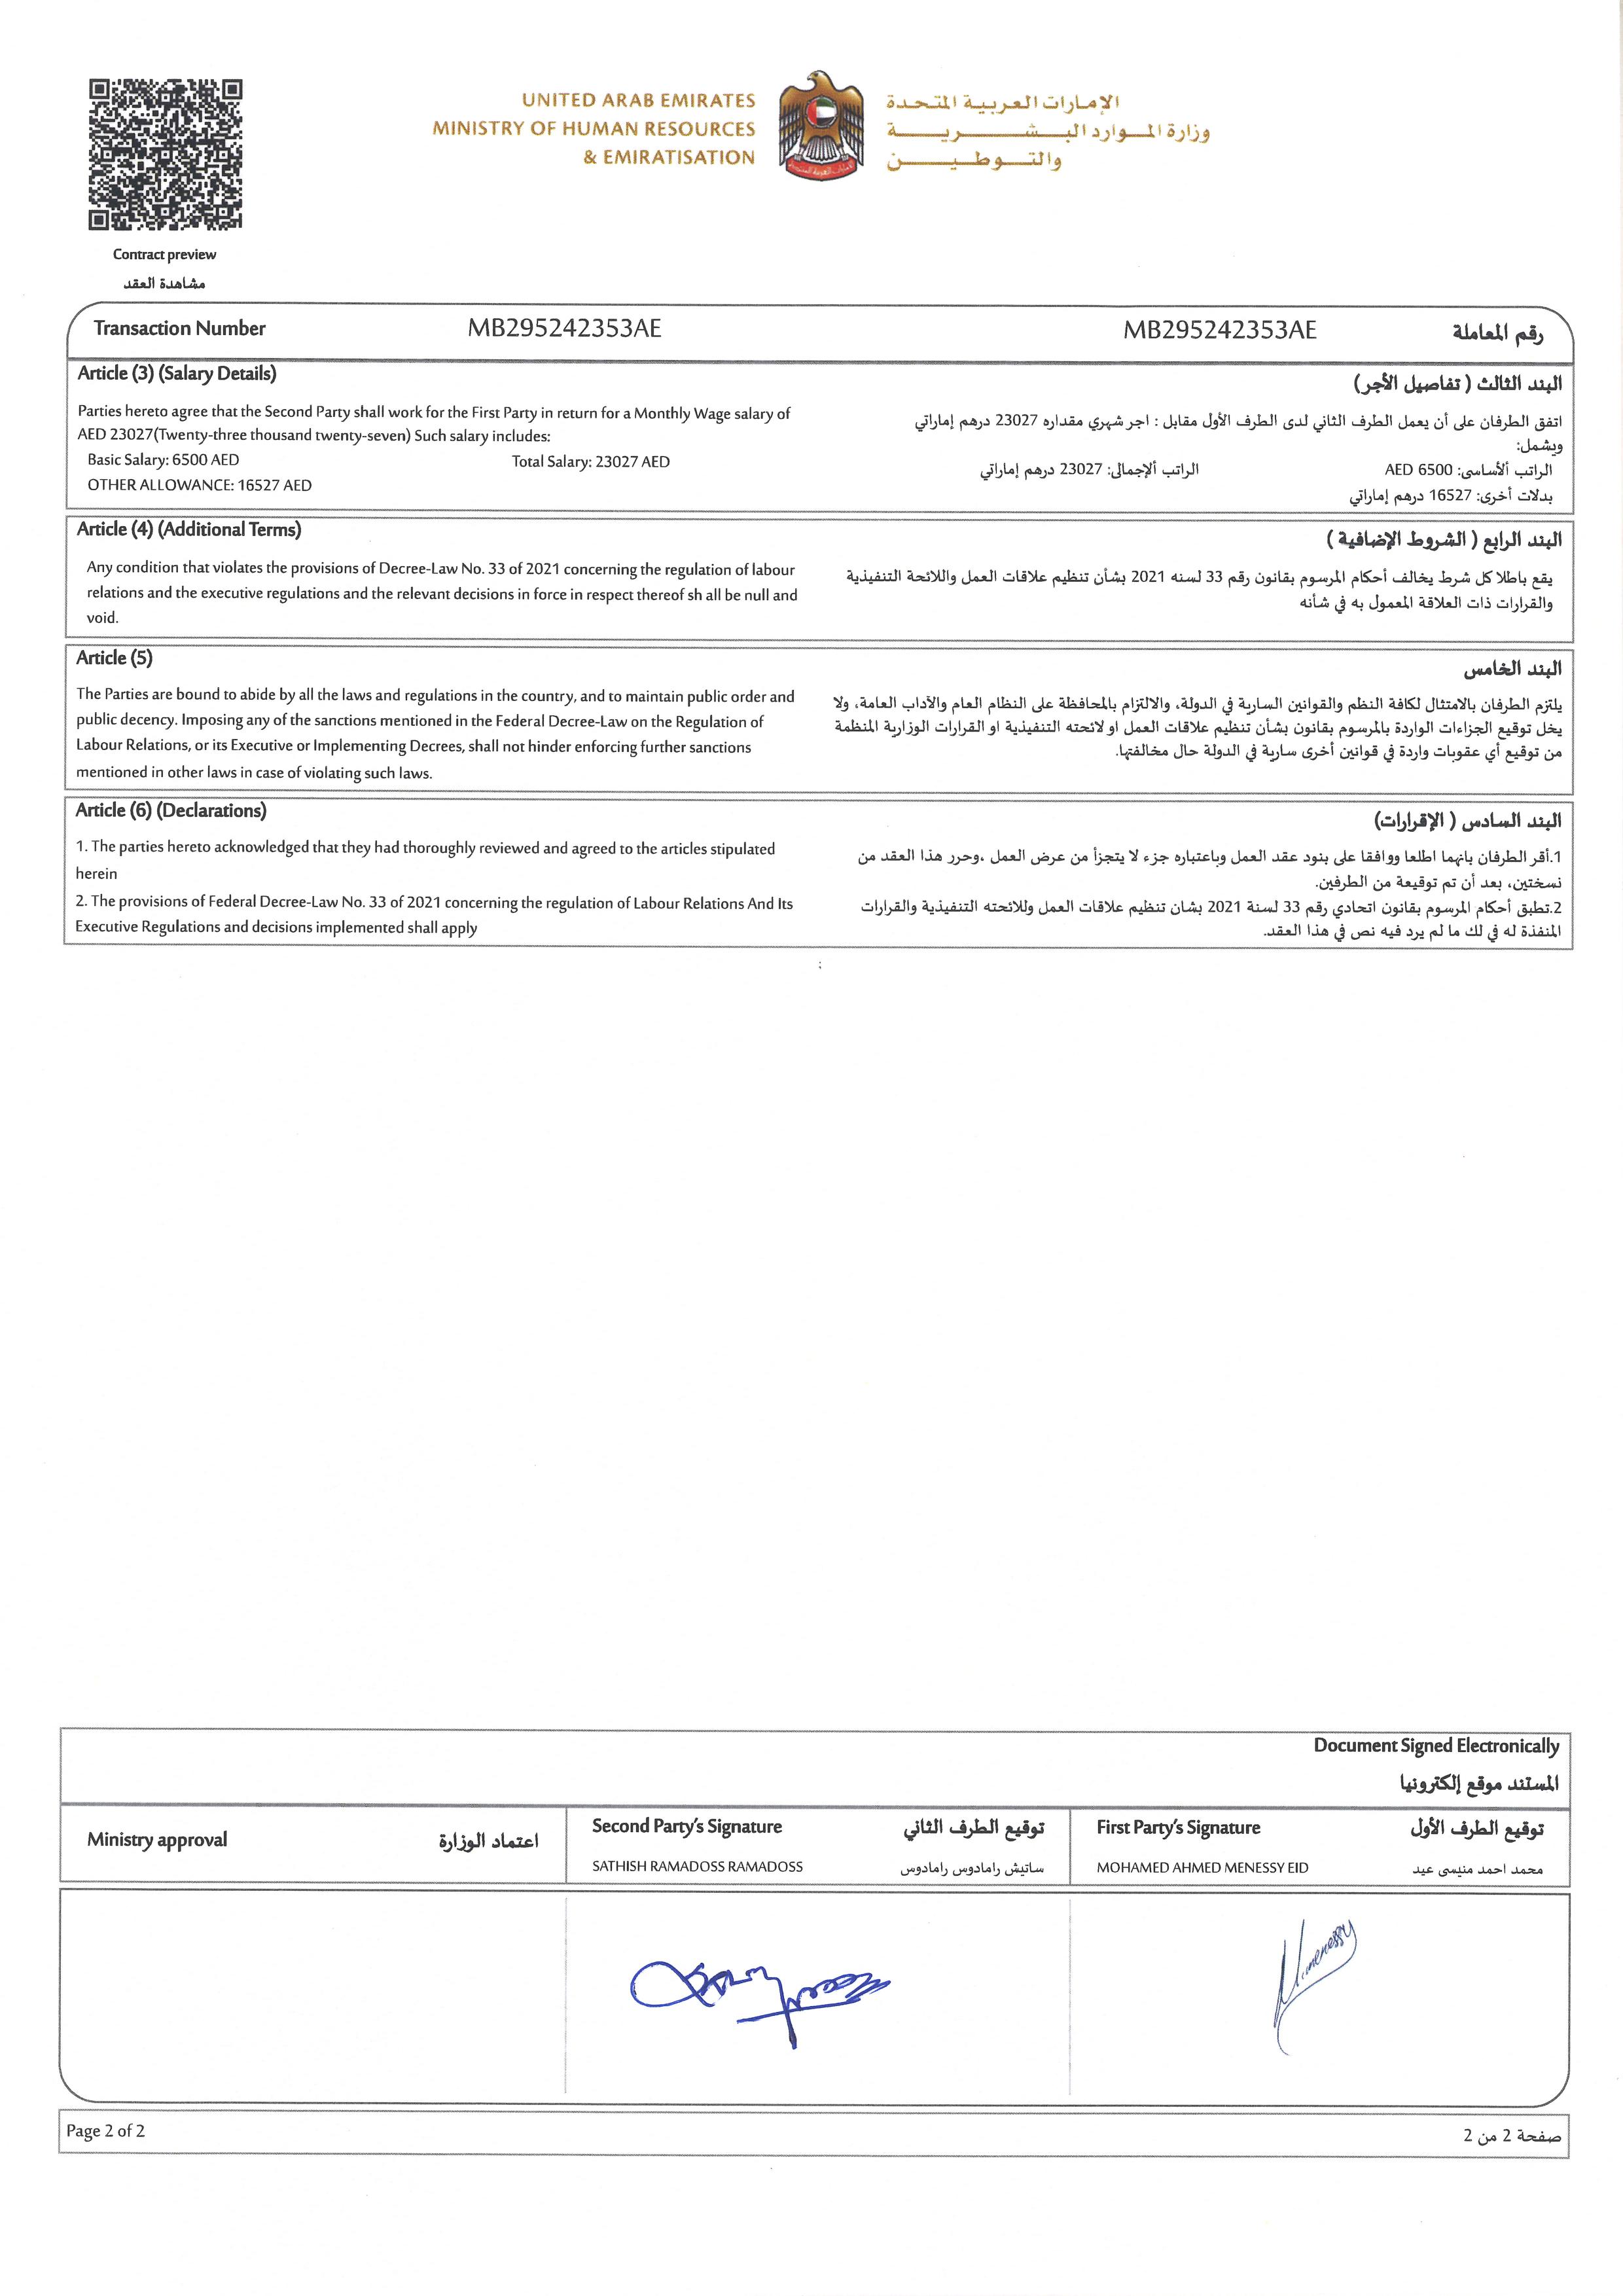 UNITED ARAB EMIRATES
MINISTRY OF HUMAN RESOURCES
& EMIRATISATION
الإمارات العربية المتحدة
وزارة الموارد البشرية
والتوطين
Contract preview
مشاهدة العقد
Transaction Number MB295242353AE
MB295242353AE رقم المعاملة
Article (3) (Salary Details)
Parties hereto agree that the Second Party shall work for the First Party in return for a Monthly Wage salary of
AED 23027(Twenty-three thousand twenty-seven) Such salary includes:
Basic Salary: 6500 AED Total Salary: 23027 AED
OTHER ALLOWANCE: 16527 AED
البند الثالث ( تفاصيل الأجر)
اتفق الطرفان على أن يعمل الطرف الثاني لدى الطرف الأول مقابل : اجر شهري مقداره 23027 درهم إماراتي
ويشمل:
الراتب ألأساسى: 6500 AED الراتب ألإجمالى: 23027 درهم إماراتي
بدلات أخرى: 16527 درهم إماراتي
Article (4) (Additional Terms)
Any condition that violates the provisions of Decree-Law No. 33 of 2021 concerning the regulation of labour
relations and the executive regulations and the relevant decisions in force in respect thereof sh all be null and
void.
البند الرابع ( الشروط الإضافية )
يقع باطلا كل شرط يخالف أحكام المرسوم بقانون رقم 33 لسنه 2021 بشأن تنظيم علاقات العمل واللائحة التنفيذية
والقرارات ذات العلاقة المعمول به في شأنه
Article (5)
The Parties are bound to abide by all the laws and regulations in the country, and to maintain public order and
public decency. Imposing any of the sanctions mentioned in the Federal Decree-Law on the Regulation of
Labour Relations, or its Executive or Implementing Decrees, shall not hinder enforcing further sanctions
mentioned in other laws in case of violating such laws.
البند الخامس
يلتزم الطرفان بالامتثال لكافة النظم والقوانين السارية في الدولة، والالتزام بالمحافظة على النظام العام والآداب العامة، ولا
يخل توقيع الجزاءات الواردة بالمرسوم بقانون بشأن تنظيم علاقات العمل او لائحته التنفيذية او القرارات الوزارية المنظمة
من توقيع أي عقوبات واردة في قوانين أخرى سارية في الدولة حال مخالفتها.
Article (6) (Declarations)
1. The parties hereto acknowledged that they had thoroughly reviewed and agreed to the articles stipulated
herein
2. The provisions of Federal Decree-Law No. 33 of 2021 concerning the regulation of Labour Relations And Its
Executive Regulations and decisions implemented shall apply
البند السادس ( الإقرارات)
1.أقر الطرفان بانهما اطلعا ووافقا على بنود عقد العمل وباعتباره جزء لا يتجزأ من عرض العمل ،وحرر هذا العقد من
نسختين، بعد أن تم توقيعة من الطرفين.
2.تطبق أحكام المرسوم بقانون اتحادي رقم 33 لسنة 2021 بشان تنظيم علاقات العمل وللائحته التنفيذية والقرارات
المنفذة له في لك ما لم يرد فيه نص في هذا العقد.
Document Signed Electronically
المستند موقع إلكترونيا
Ministry approval اعتماد الوزارة
Second Party's Signature توقيع الطرف الثاني
SATHISH RAMADOSS RAMADOSS ساتيش رامادوس رامادوس
First Party's Signature توقيع الطرف الأول
MOHAMED AHMED MENESSY EID محمد احمد منيسى عيد
Menessy
Page 2 of 2
صفحة 2 من 2